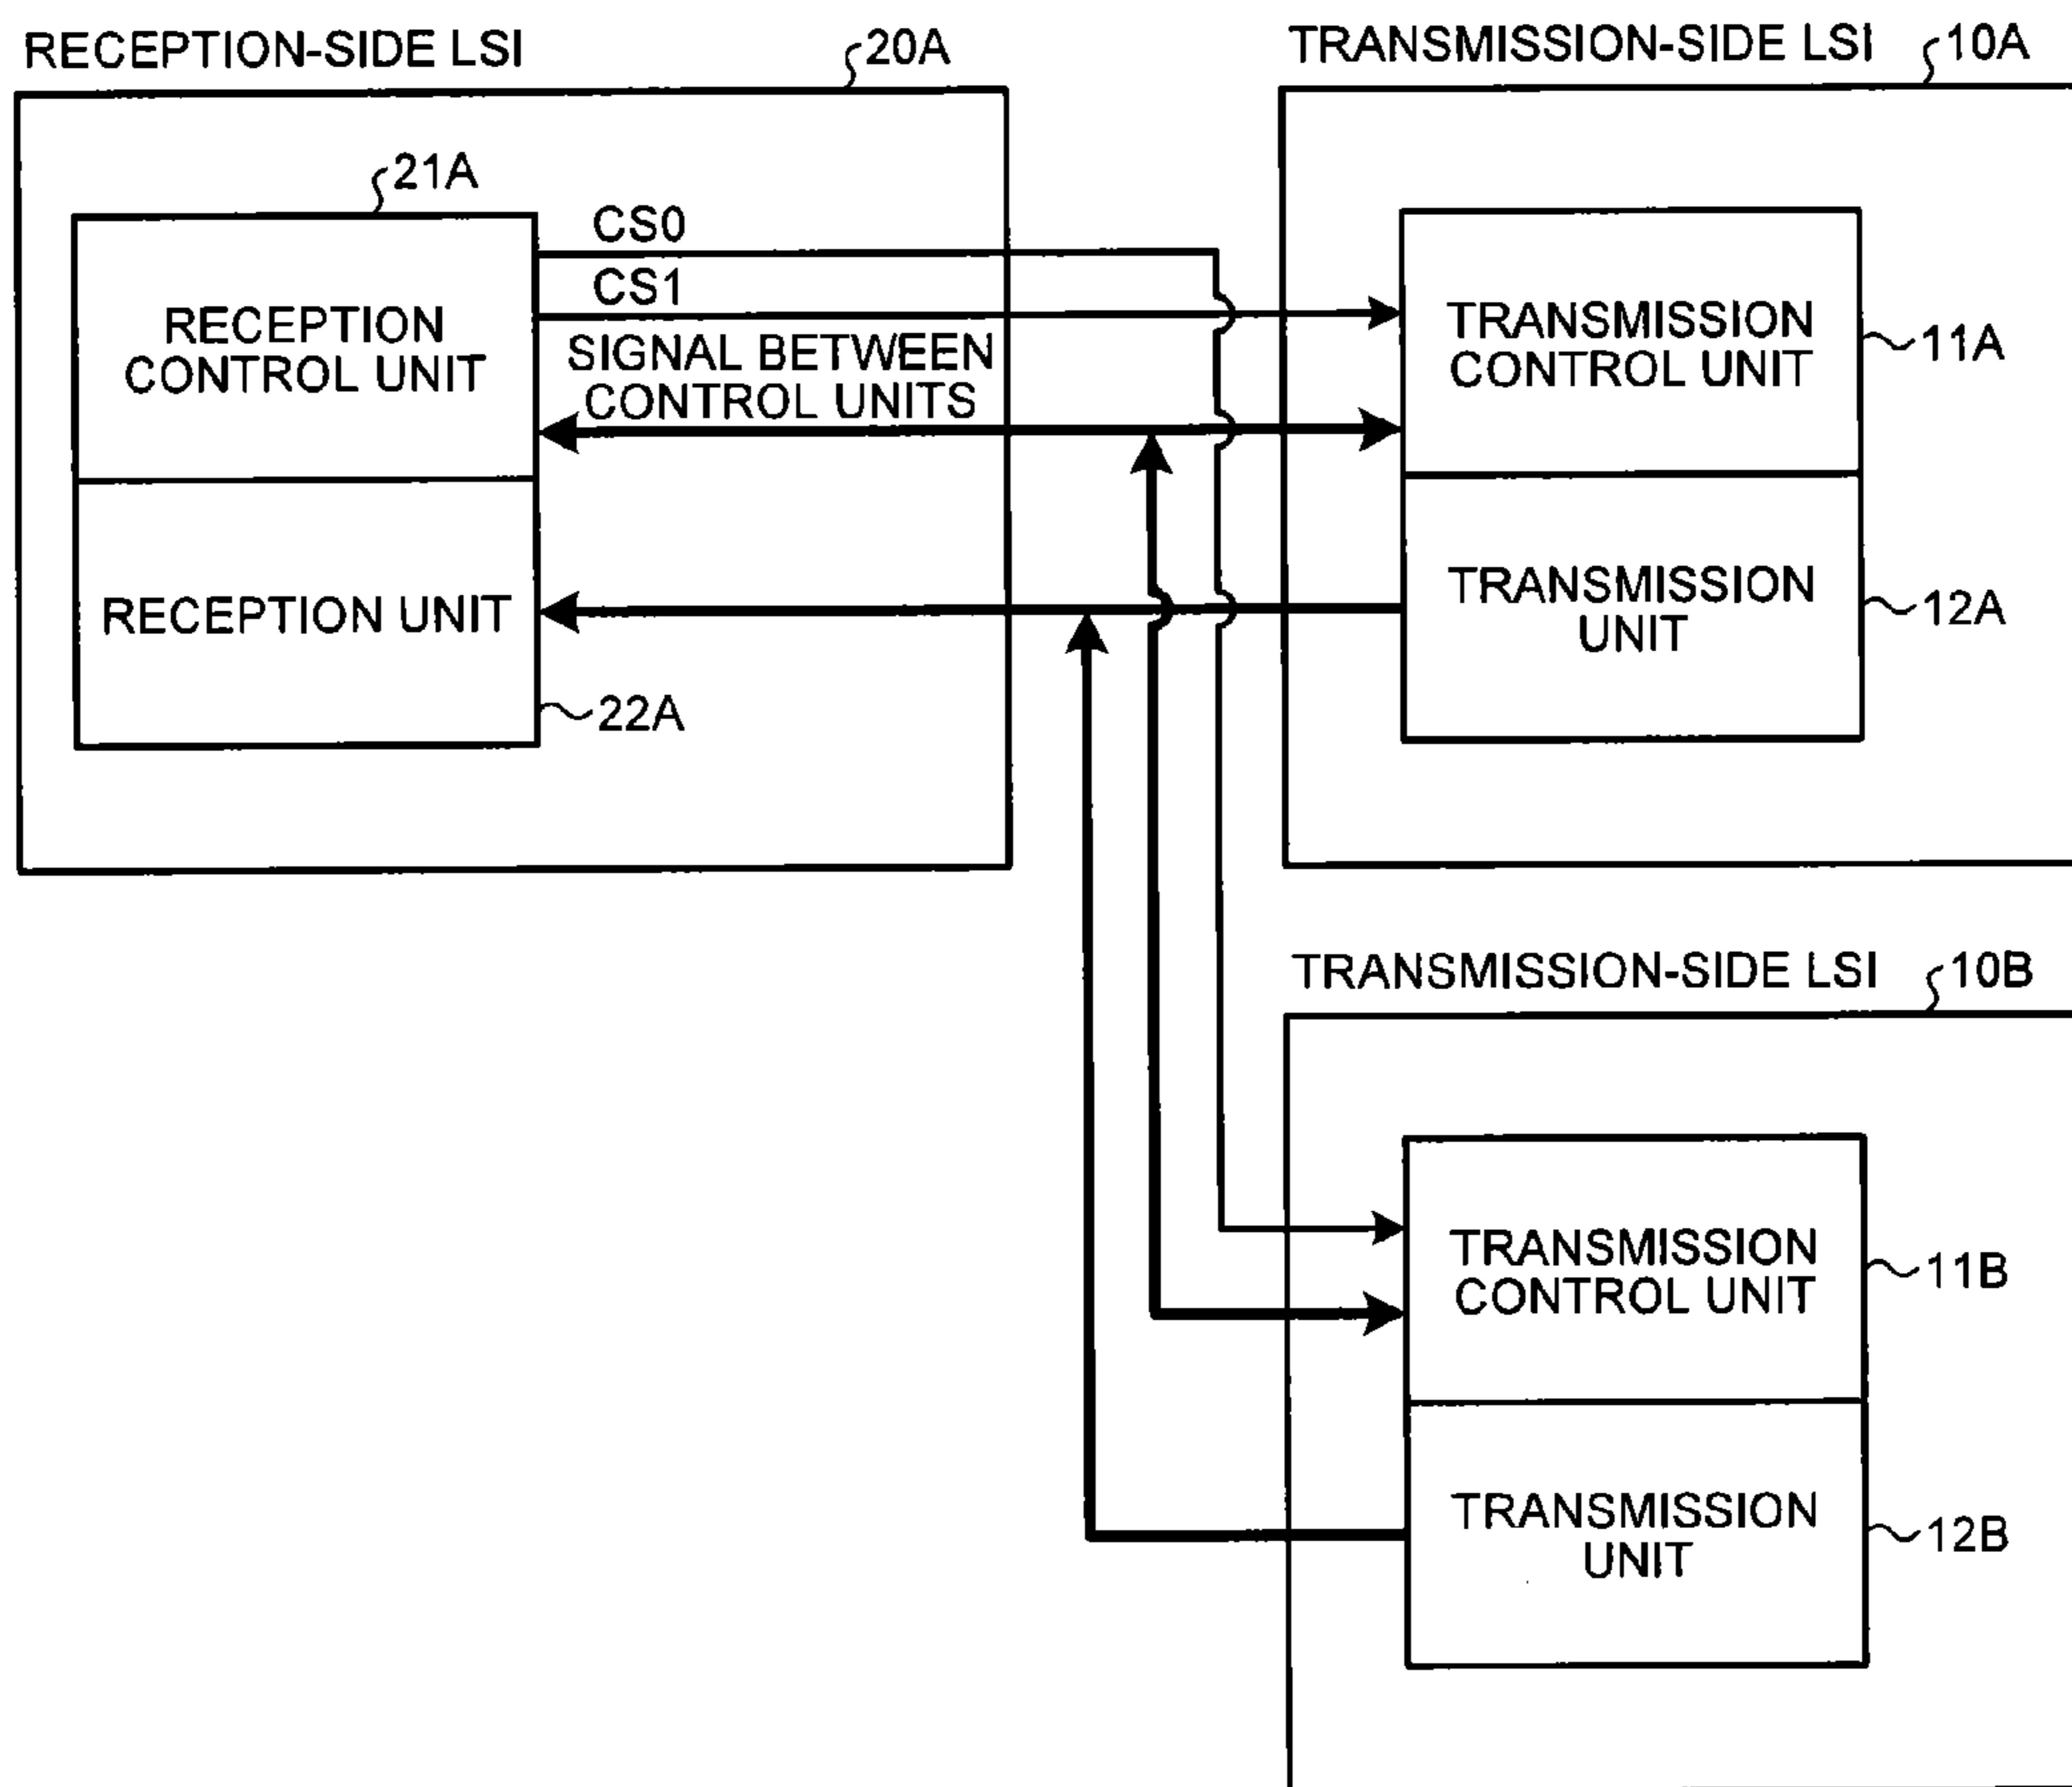 RECEPTION-SIDE LSI
20A
TRANSMISSION-SIDE LSI
10A
21A
CS0
CS1
RECEPTION
CONTROL UNIT
SIGNAL BETWEEN
CONTROL UNITS
TRANSMISSION
CONTROL UNIT
11A
RECEPTION UNIT
22A
TRANSMISSION
UNIT
12A
TRANSMISSION-SIDE LSI
10B
TRANSMISSION
CONTROL UNIT
11B
TRANSMISSION
UNIT
12B